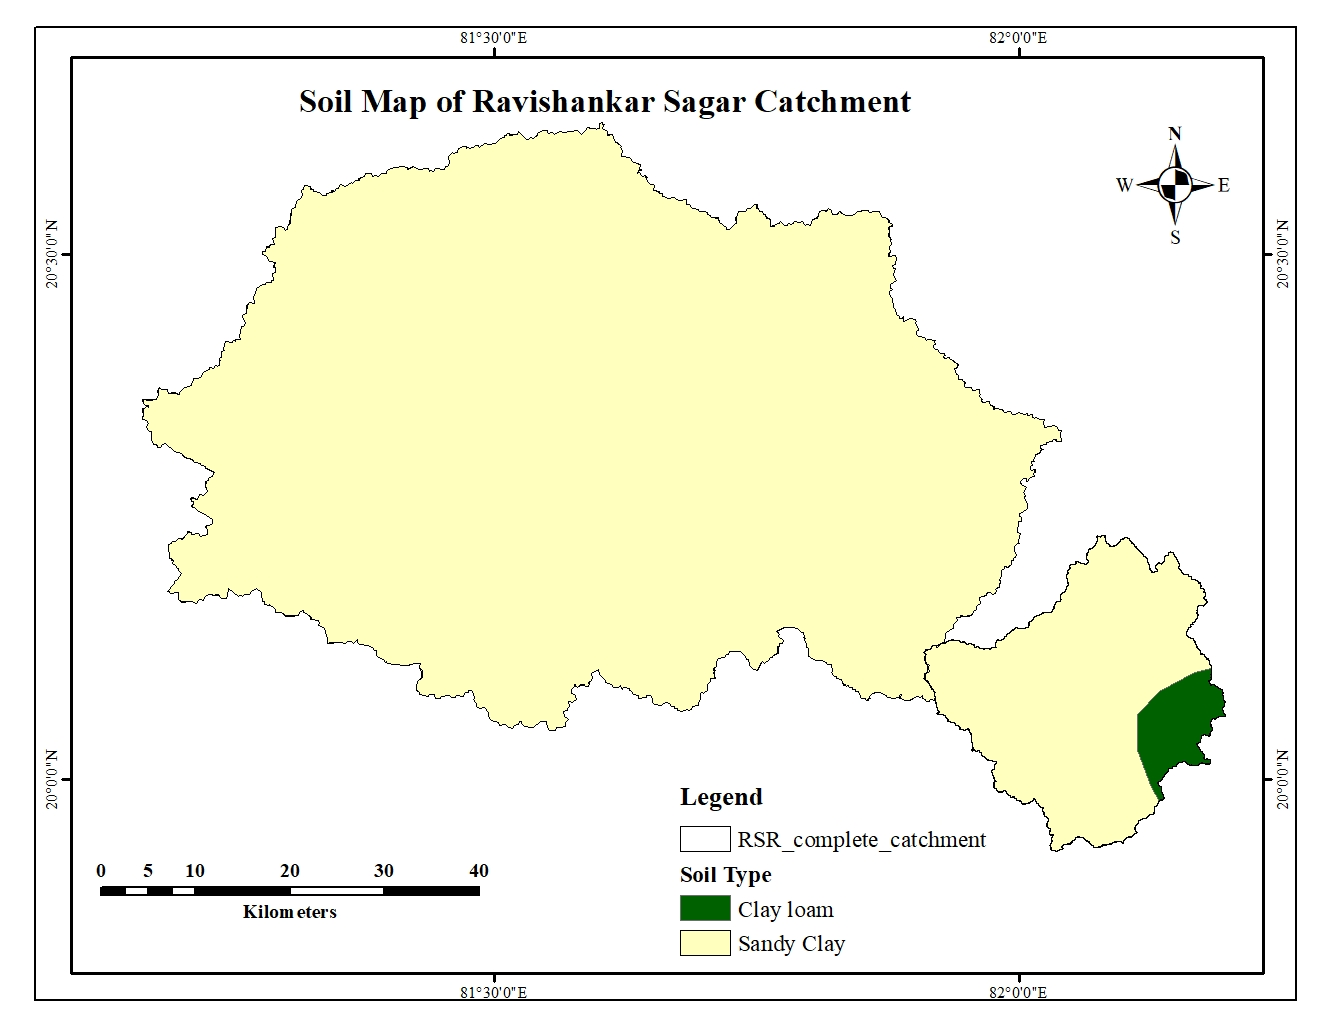 81°30'0"E 82°0'0"E
Soil Map of Ravishankar Sagar Catchment
N
W E
S
20°30'0"N 20°30'0"N
20°0'0"N 20°0'0"N
Legend
RSR_complete_catchment
Soil Type
Clay loam
Sandy Clay
0 5 10 20 30 40
Kilometers
81°30'0"E 82°0'0"E